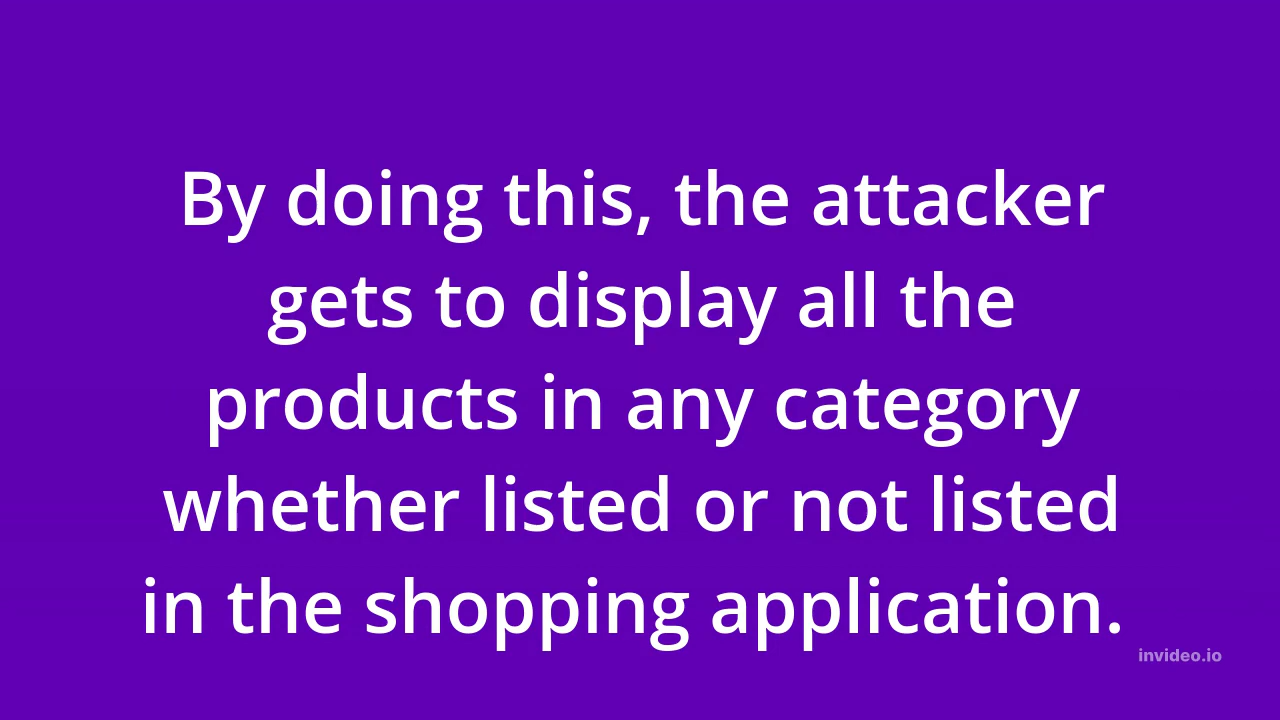 By doing this, the attacker
gets to display all the
products in any category
whether listed or not listed
in the shopping application.
invideo.io